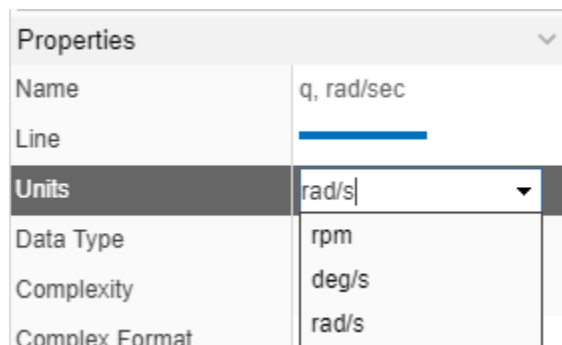 Properties
Name q, rad/sec
Line
Units rad/s
rpm
Data Type
deg/s
Complexity
rad/s
Complex Format